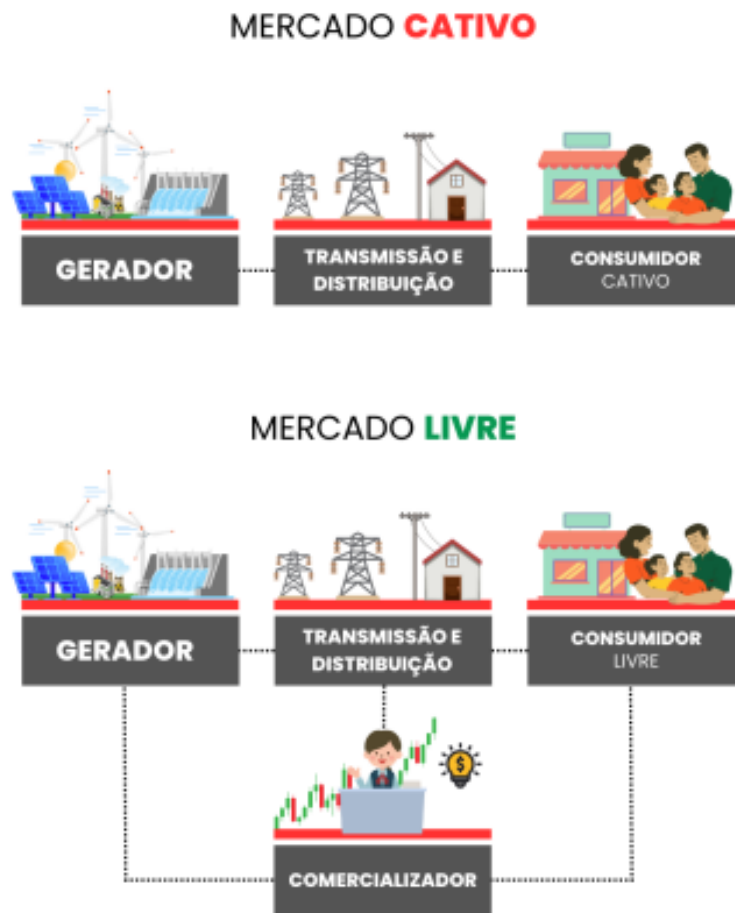 MERCADO CATIVO
GERADOR
TRANSMISSÃO E
DISTRIBUIÇÃO
CONSUMIDOR
CATIVO
MERCADO LIVRE
GERADOR
TRANSMISSÃO E
DISTRIBUIÇÃO
CONSUMIDOR
LIVRE
$
COMERCIALIZADOR